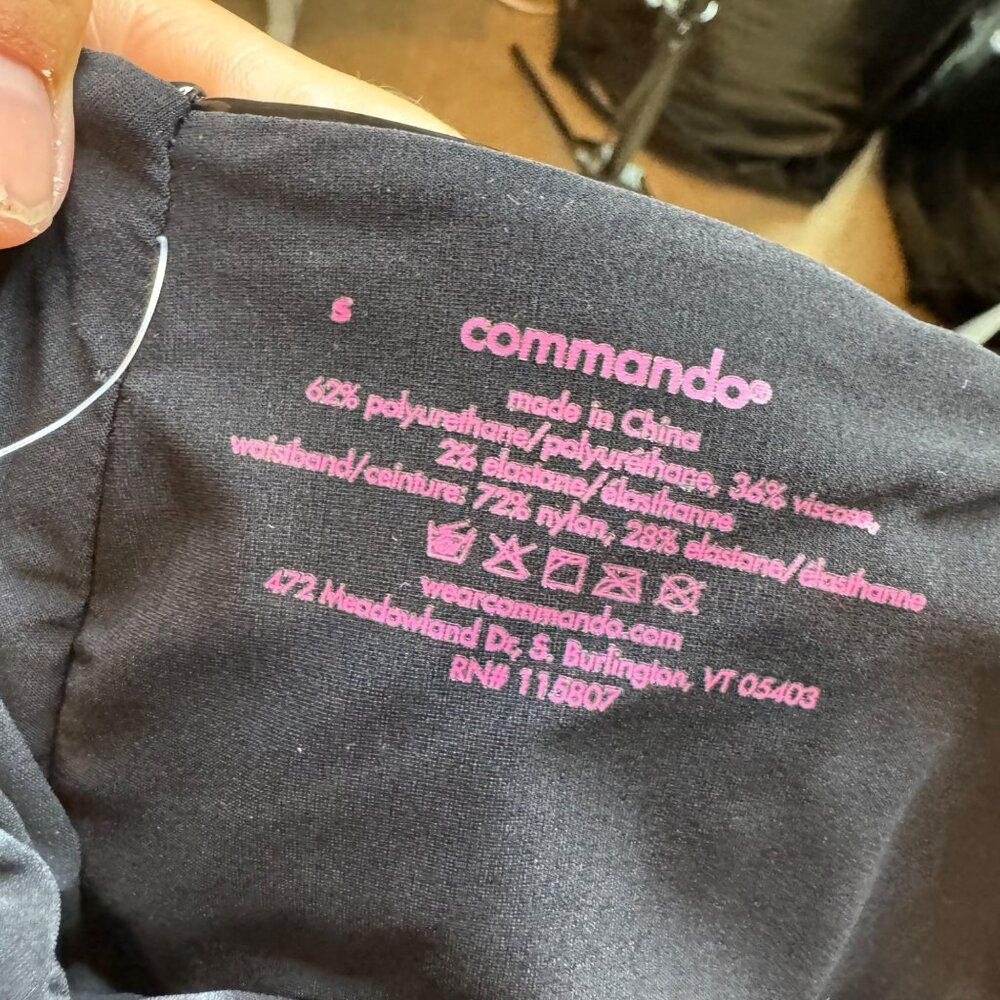 s
commando®
made in China
62% polyurethane/polyuréthane, 36% viscose,
2% elastane/élasthanne
waistband/ceinture: 72% nylon, 28% elastane/élasthanne
wearcommando.com
472 Meadowland Dr, S. Burlington, VT 05403
RN# 115807